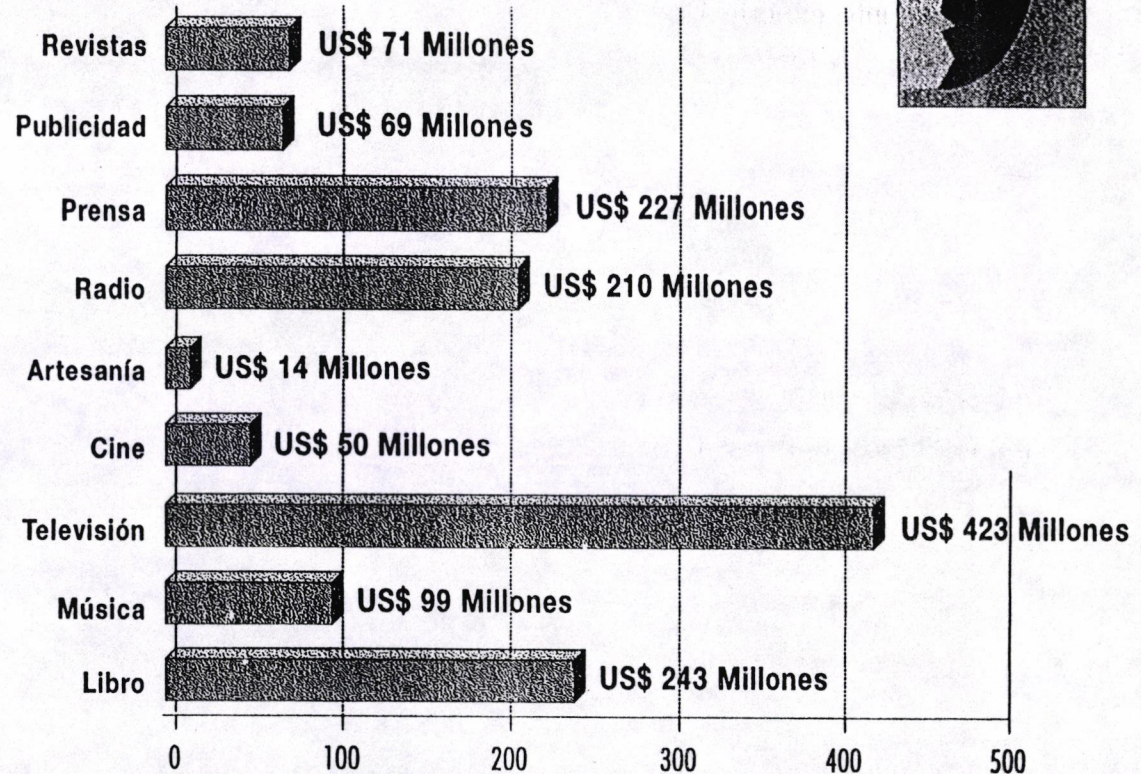 Revistas US$ 71 Millones
Publicidad US$ 69 Millones
Prensa US$ 227 Millones
Radio US$ 210 Millones
Artesanía US$ 14 Millones
Cine US$ 50 Millones
Televisión US$ 423 Millones
Música US$ 99 Millones
Libro US$ 243 Millones
0 100 200 300 400 500